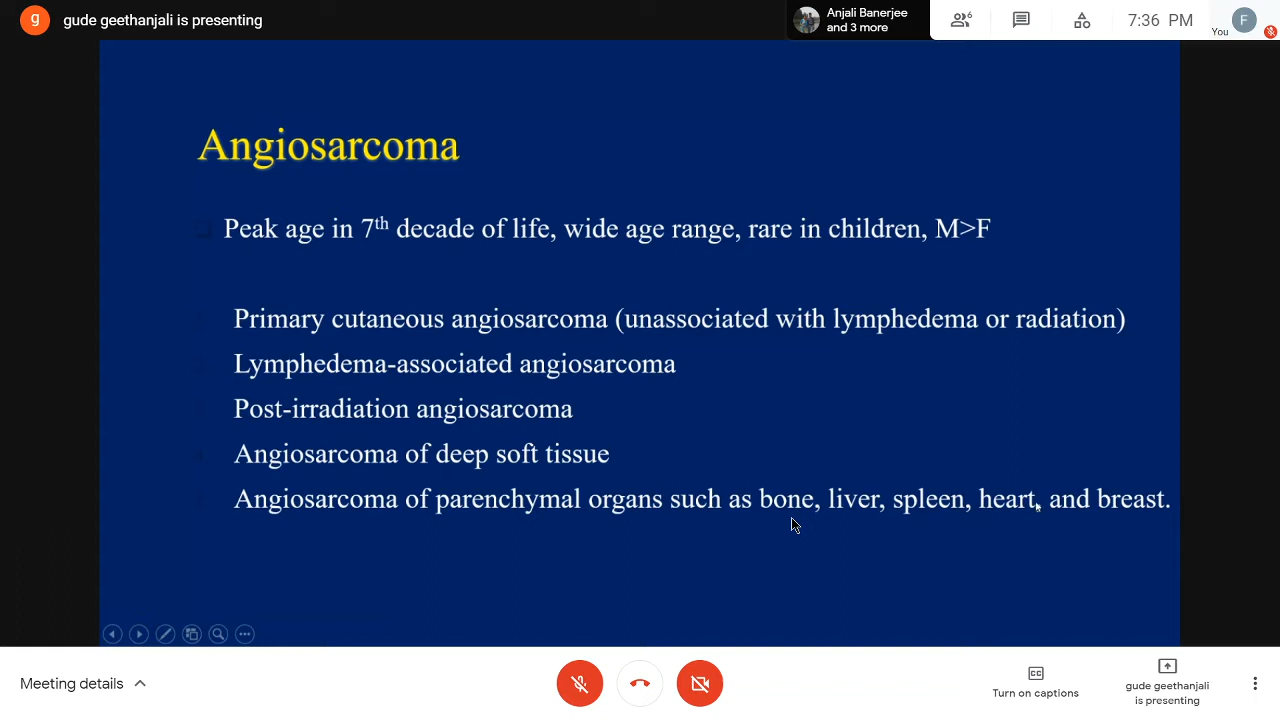 g gude geethanjali is presenting
Anjali Banerjee
and 3 more
6
7:36 PM
You
F
Angiosarcoma
Peak age in 7th decade of life, wide age range, rare in children, M>F
Primary cutaneous angiosarcoma (unassociated with lymphedema or radiation)
Lymphedema-associated angiosarcoma
Post-irradiation angiosarcoma
Angiosarcoma of deep soft tissue
Angiosarcoma of parenchymal organs such as bone, liver, spleen, heart, and breast.
Meeting details
CC
Turn on captions
gude geethanjali
is presenting